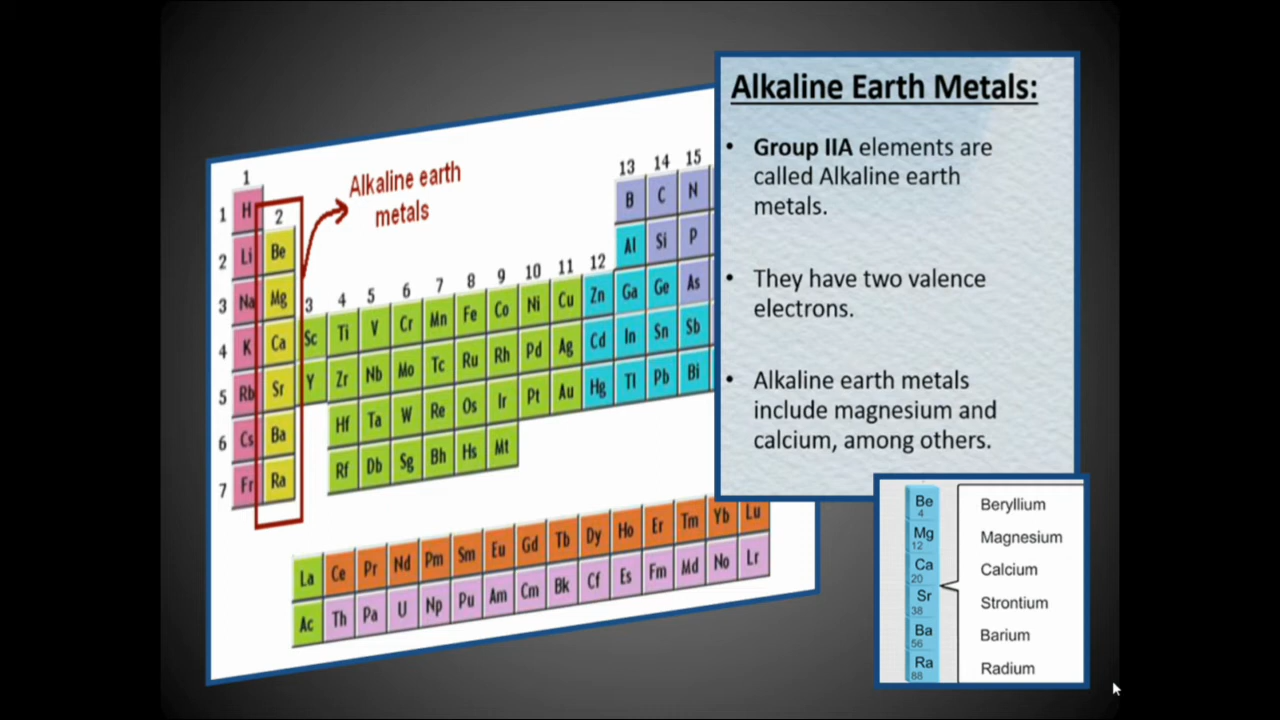 Alkaline Earth Metals:
• Group IIA elements are
called Alkaline earth
metals.
• They have two valence
electrons.
• Alkaline earth metals
include magnesium and
calcium, among others.
Alkaline earth
metals
1
2
13 14 15
3 4 5 6 7 8 9 10 11 12
1 H B C N
2 Li Be Al Si P
3 Na Mg Zn Ga Ge As
4 K Ca Sc Ti V Cr Mn Fe Co Ni Cu Cd In Sn Sb
5 Rb Sr Y Zr Nb Mo Tc Ru Rh Pd Ag Hg Tl Pb Bi
6 Cs Ba Hf Ta W Re Os Ir Pt Au
7 Fr Ra Rf Db Sg Bh Hs Mt
La Ce Pr Nd Pm Sm Eu Gd Tb Dy Ho Er Tm Yb Lu
Ac Th Pa U Np Pu Am Cm Bk Cf Es Fm Md No Lr
Be Beryllium
4
Mg Magnesium
12
Ca Calcium
20
Sr Strontium
38
Ba Barium
56
Ra Radium
88